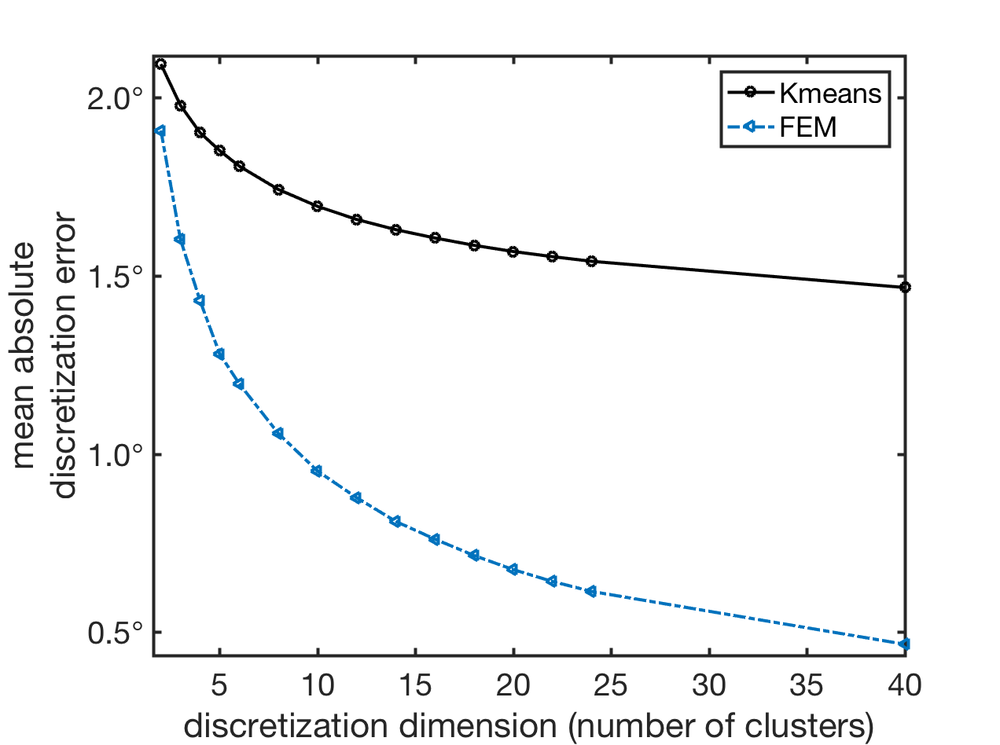 Kmeans
FEM
2.0°
1.5°
1.0°
0.5°
mean absolute
discretization error
5
10
15
20
25
30
35
40
discretization dimension (number of clusters)